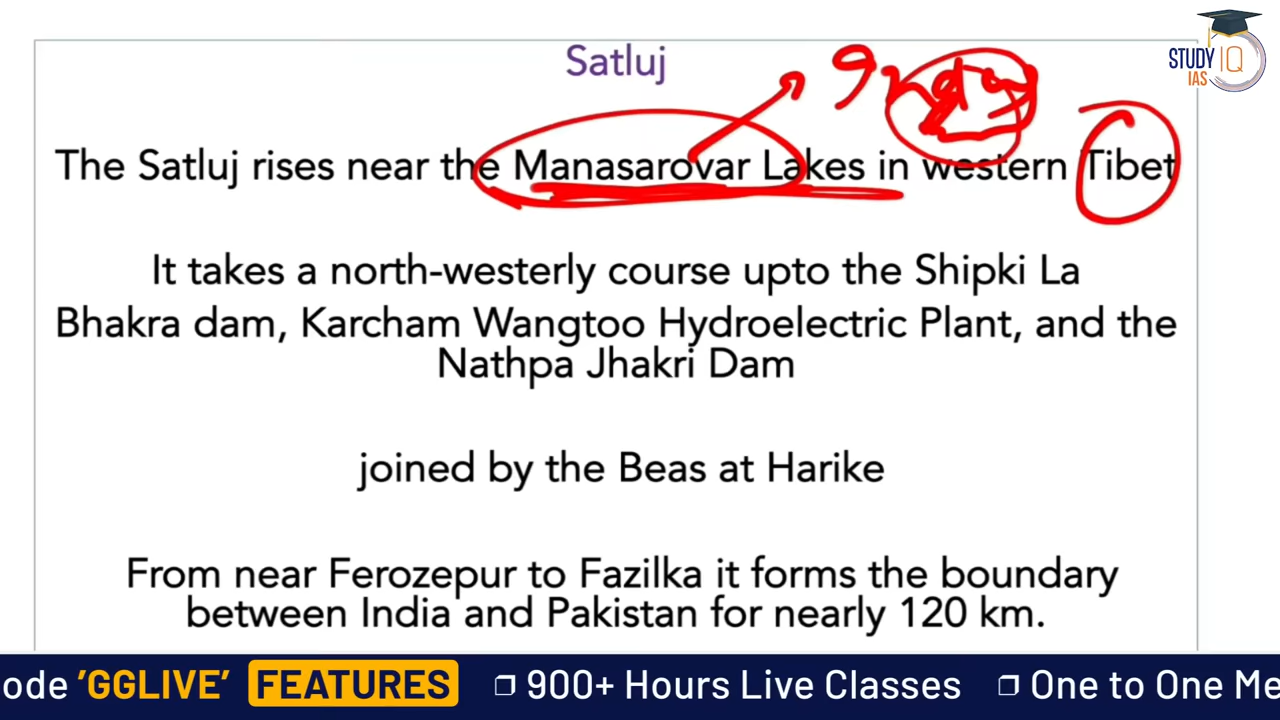 STUDY IQ
IAS
Satluj
Indus
The Satluj rises near the Manasarovar Lakes in western Tibet
It takes a north-westerly course upto the Shipki La
Bhakra dam, Karcham Wangtoo Hydroelectric Plant, and the
Nathpa Jhakri Dam
joined by the Beas at Harike
From near Ferozepur to Fazilka it forms the boundary
between India and Pakistan for nearly 120 km.
ode ‘GGLIVE’ FEATURES ❐ 900+ Hours Live Classes ❐ One to One Me